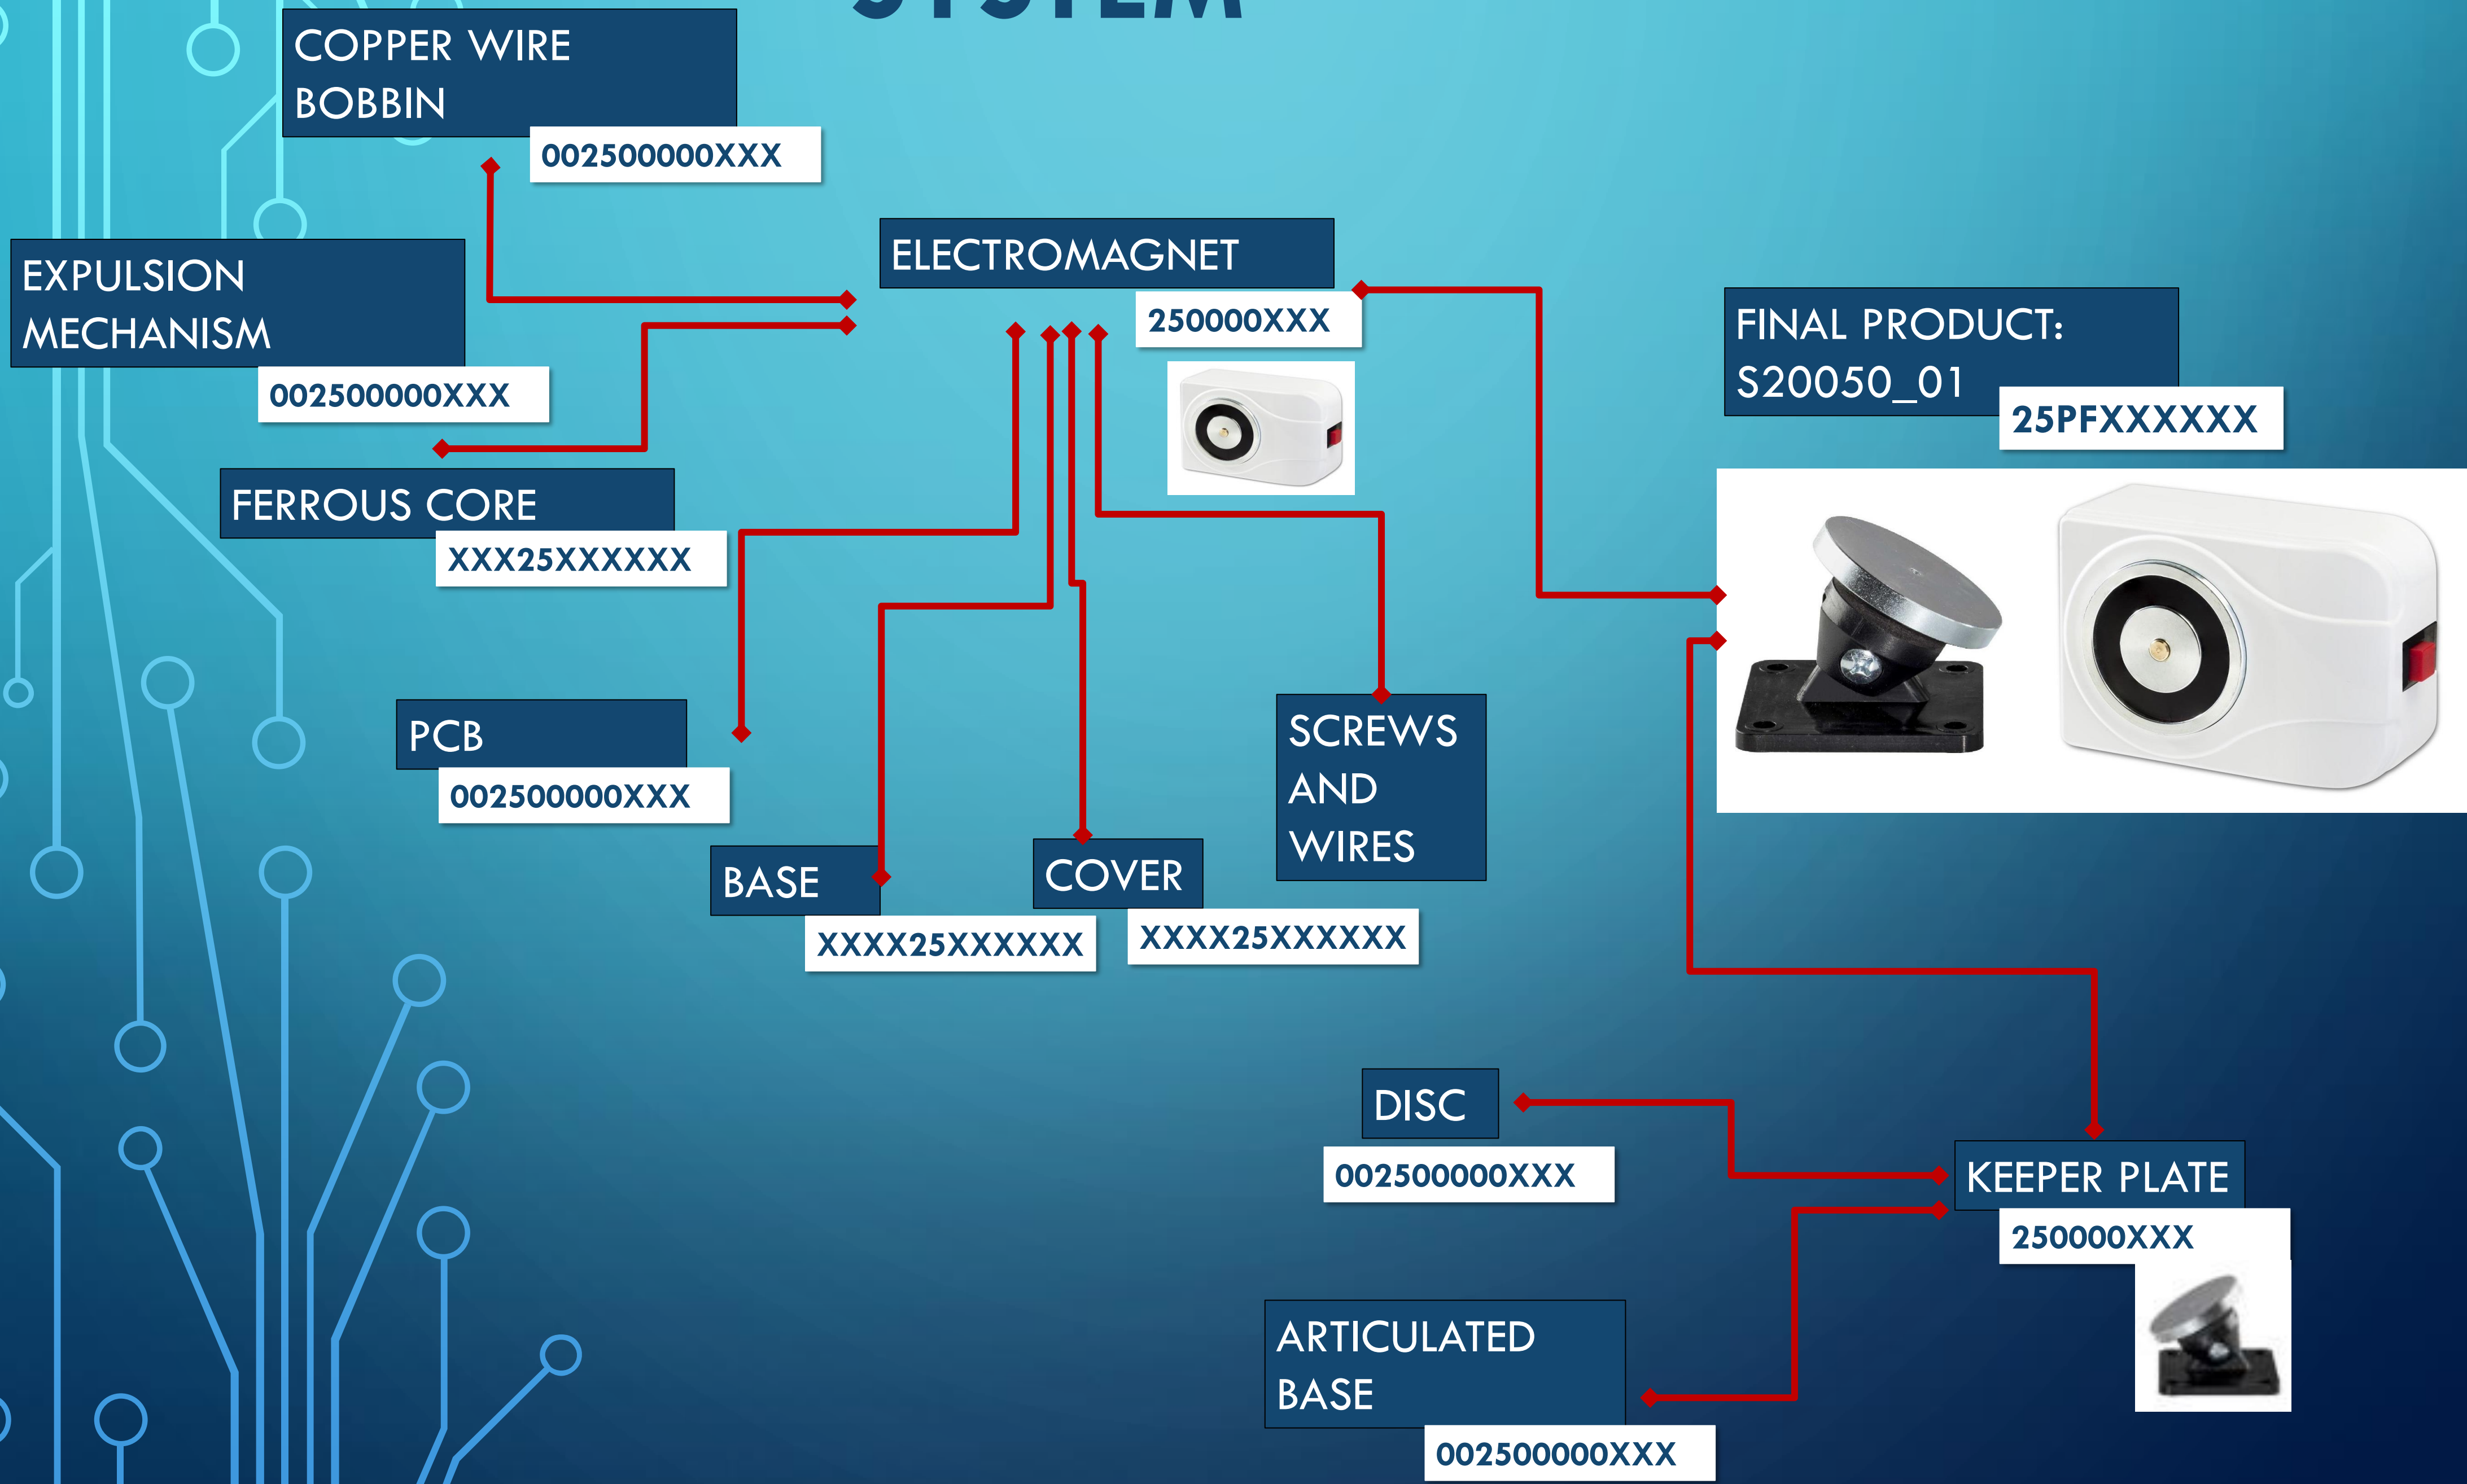 SYSTEM
COPPER WIRE
BOBBIN
002500000XXX
EXPULSION
MECHANISM
002500000XXX
ELECTROMAGNET
250000XXX
FINAL PRODUCT:
S20050_01
25PFXXXXXX
FERROUS CORE
XXX25XXXXXX
PCB
002500000XXX
BASE
XXXX25XXXXXX
COVER
XXXX25XXXXXX
SCREWS
AND
WIRES
DISC
002500000XXX
KEEPER PLATE
250000XXX
ARTICULATED
BASE
002500000XXX